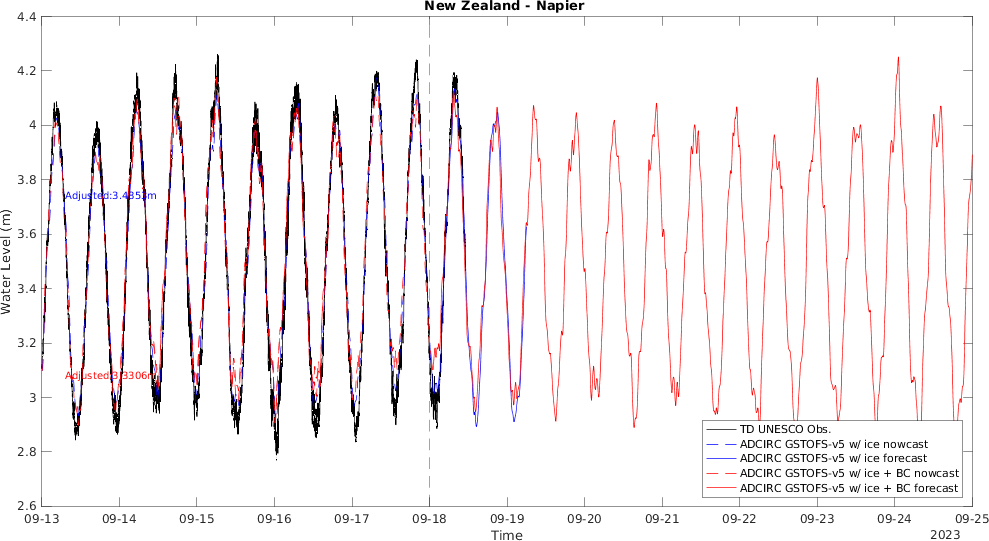 New Zealand - Napier
4.4
4.2
4
3.8
3.6
3.4
3.2
3
2.8
2.6
Water Level (m)
Adjusted:3.4353m
Adjusted:3.3306m
TD UNESCO Obs.
ADCIRC GSTOFS-v5 w/ ice nowcast
ADCIRC GSTOFS-v5 w/ ice forecast
ADCIRC GSTOFS-v5 w/ ice + BC nowcast
ADCIRC GSTOFS-v5 w/ ice + BC forecast
09-13 09-14 09-15 09-16 09-17 09-18 09-19 09-20 09-21 09-22 09-23 09-24 09-25
Time
2023